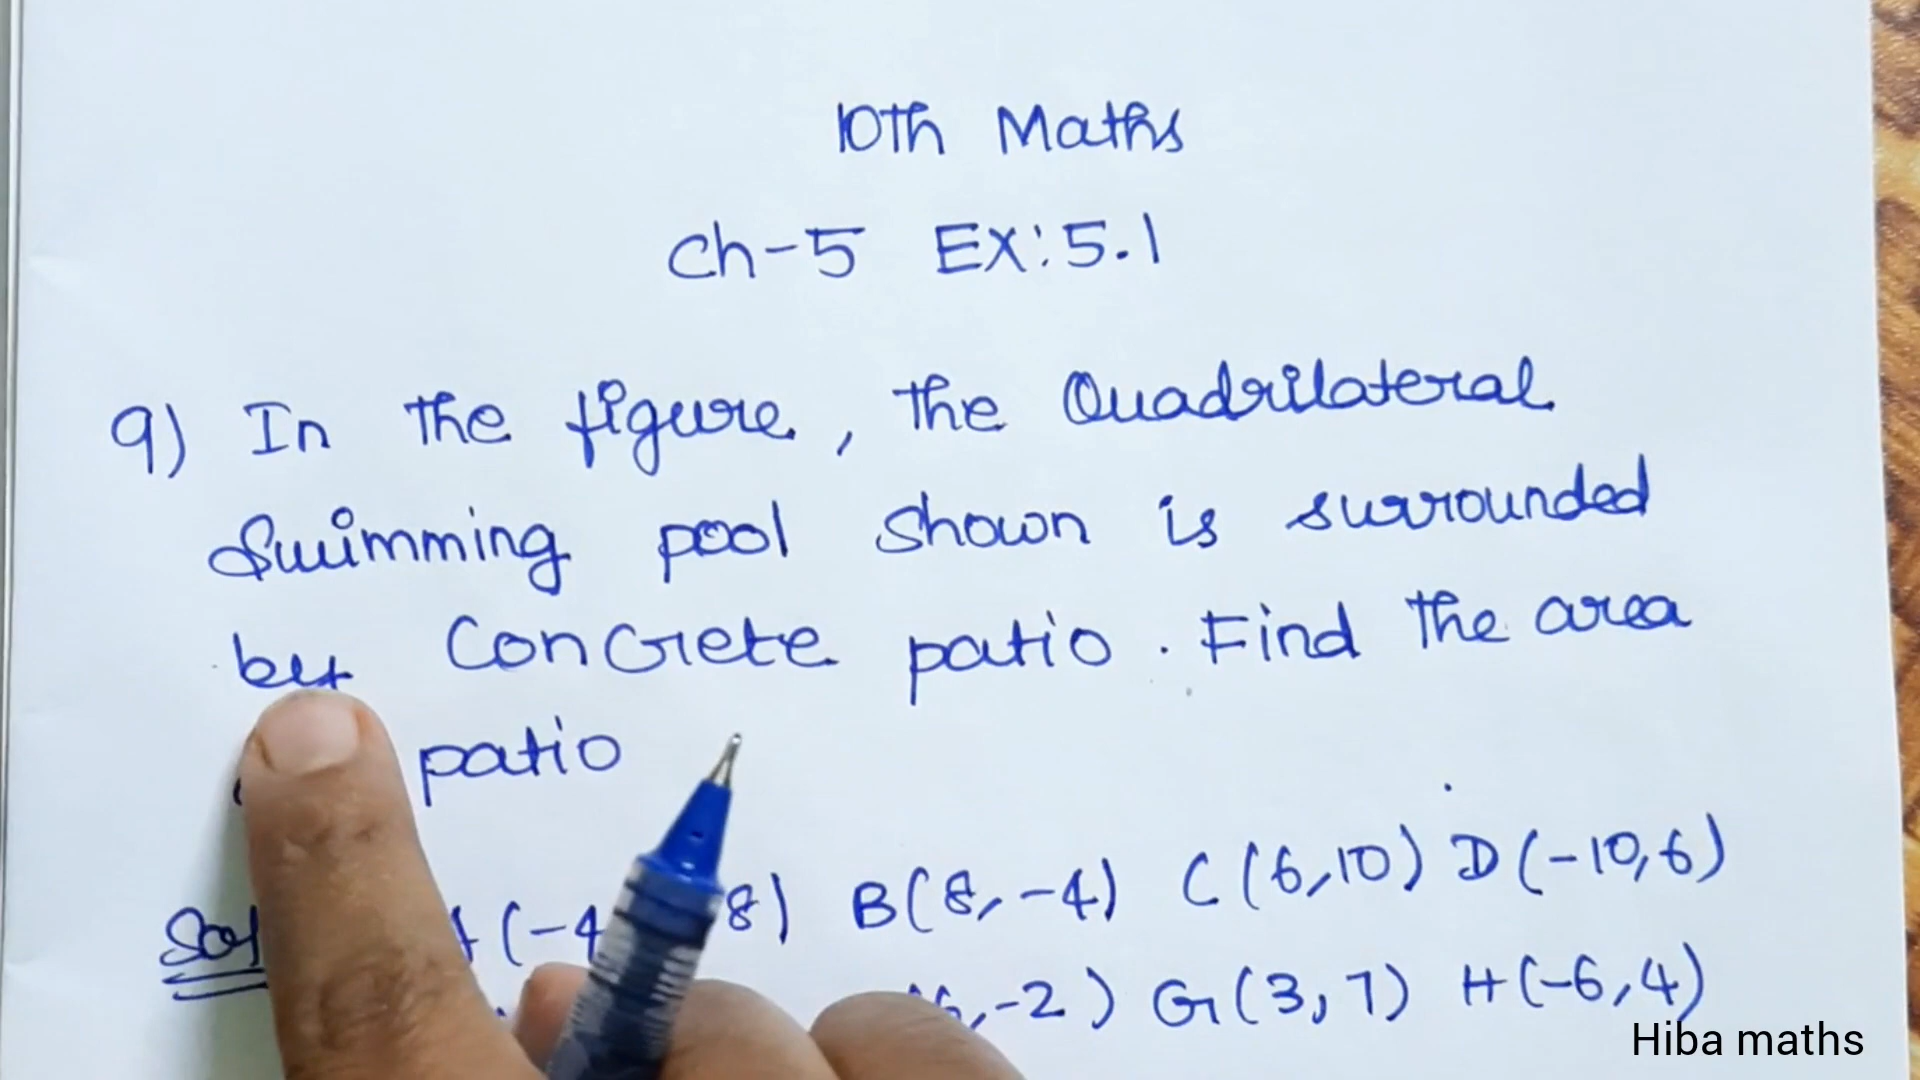 10th Maths
Ch-5 EX:5.1
9) In the figure, the Quadrilateral
Swimming pool shown is surrounded
by Concrete patio. Find the area
patio
Sol A(-4 8) B(8,-4) C(6,10) D(-10,6)
,-2) G(3,7) H(-6,4)
Hiba maths